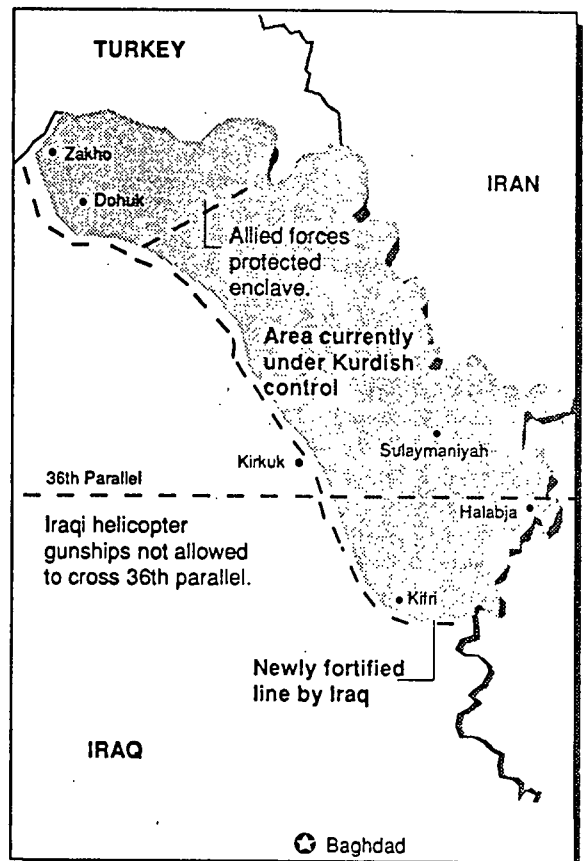 TURKEY
Zakho
IRAN
Dohuk
Allied forces
protected
enclave.
Area currently
under Kurdish
control
Sulaymaniyah
Kirkuk
36th Parallel
Halabja
Iraqi helicopter
gunships not allowed
to cross 36th parallel.
Kifri
Newly fortified
line by Iraq
IRAQ
Baghdad